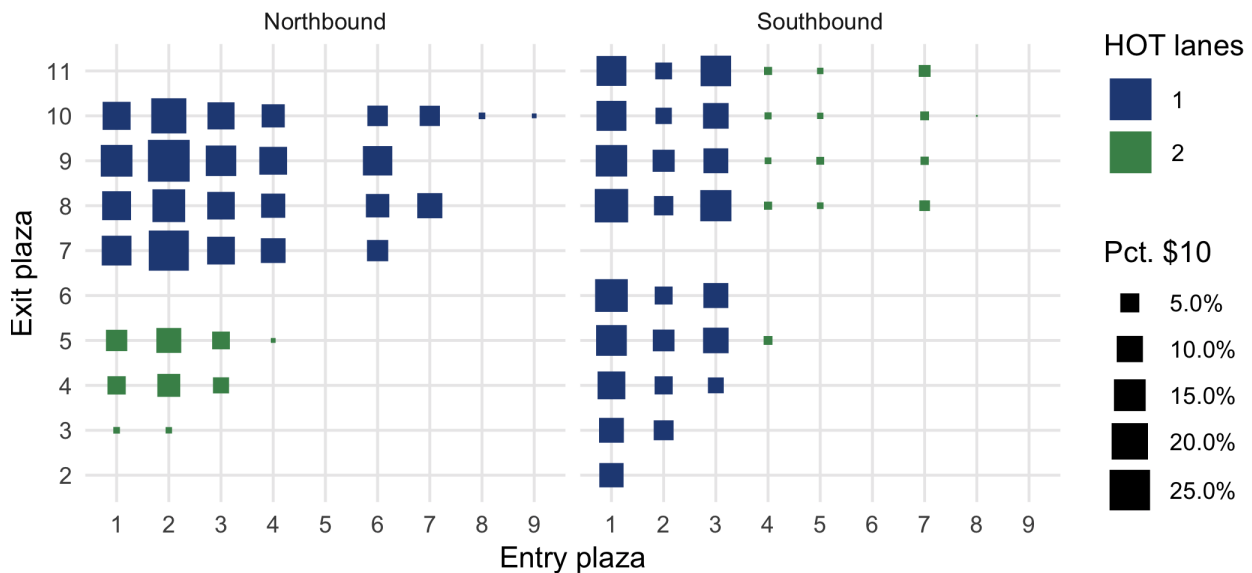 Northbound
Southbound
11
10
9
8
7
6
5
4
3
2
Exit plaza
1 2 3 4 5 6 7 8 9
1 2 3 4 5 6 7 8 9
Entry plaza
HOT lanes
1
2
Pct. $10
5.0%
10.0%
15.0%
20.0%
25.0%